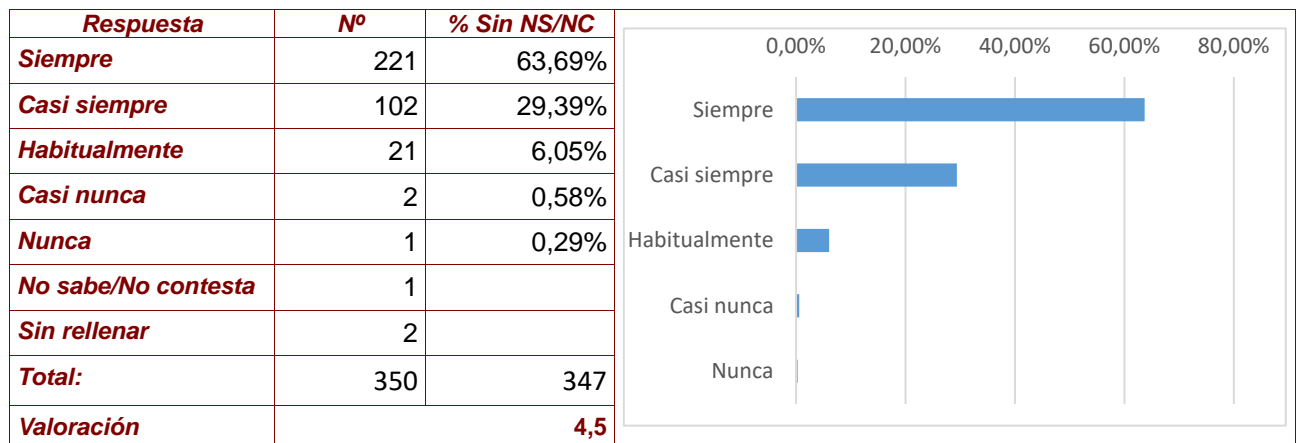 Respuesta Nº % Sin NS/NC
Siempre 221 63,69%
Casi siempre 102 29,39%
Habitualmente 21 6,05%
Casi nunca 2 0,58%
Nunca 1 0,29%
No sabe/No contesta 1
Sin rellenar 2
Total: 350 347
Valoración 4,5
0,00% 20,00% 40,00% 60,00% 80,00%
Siempre
Casi siempre
Habitualmente
Casi nunca
Nunca